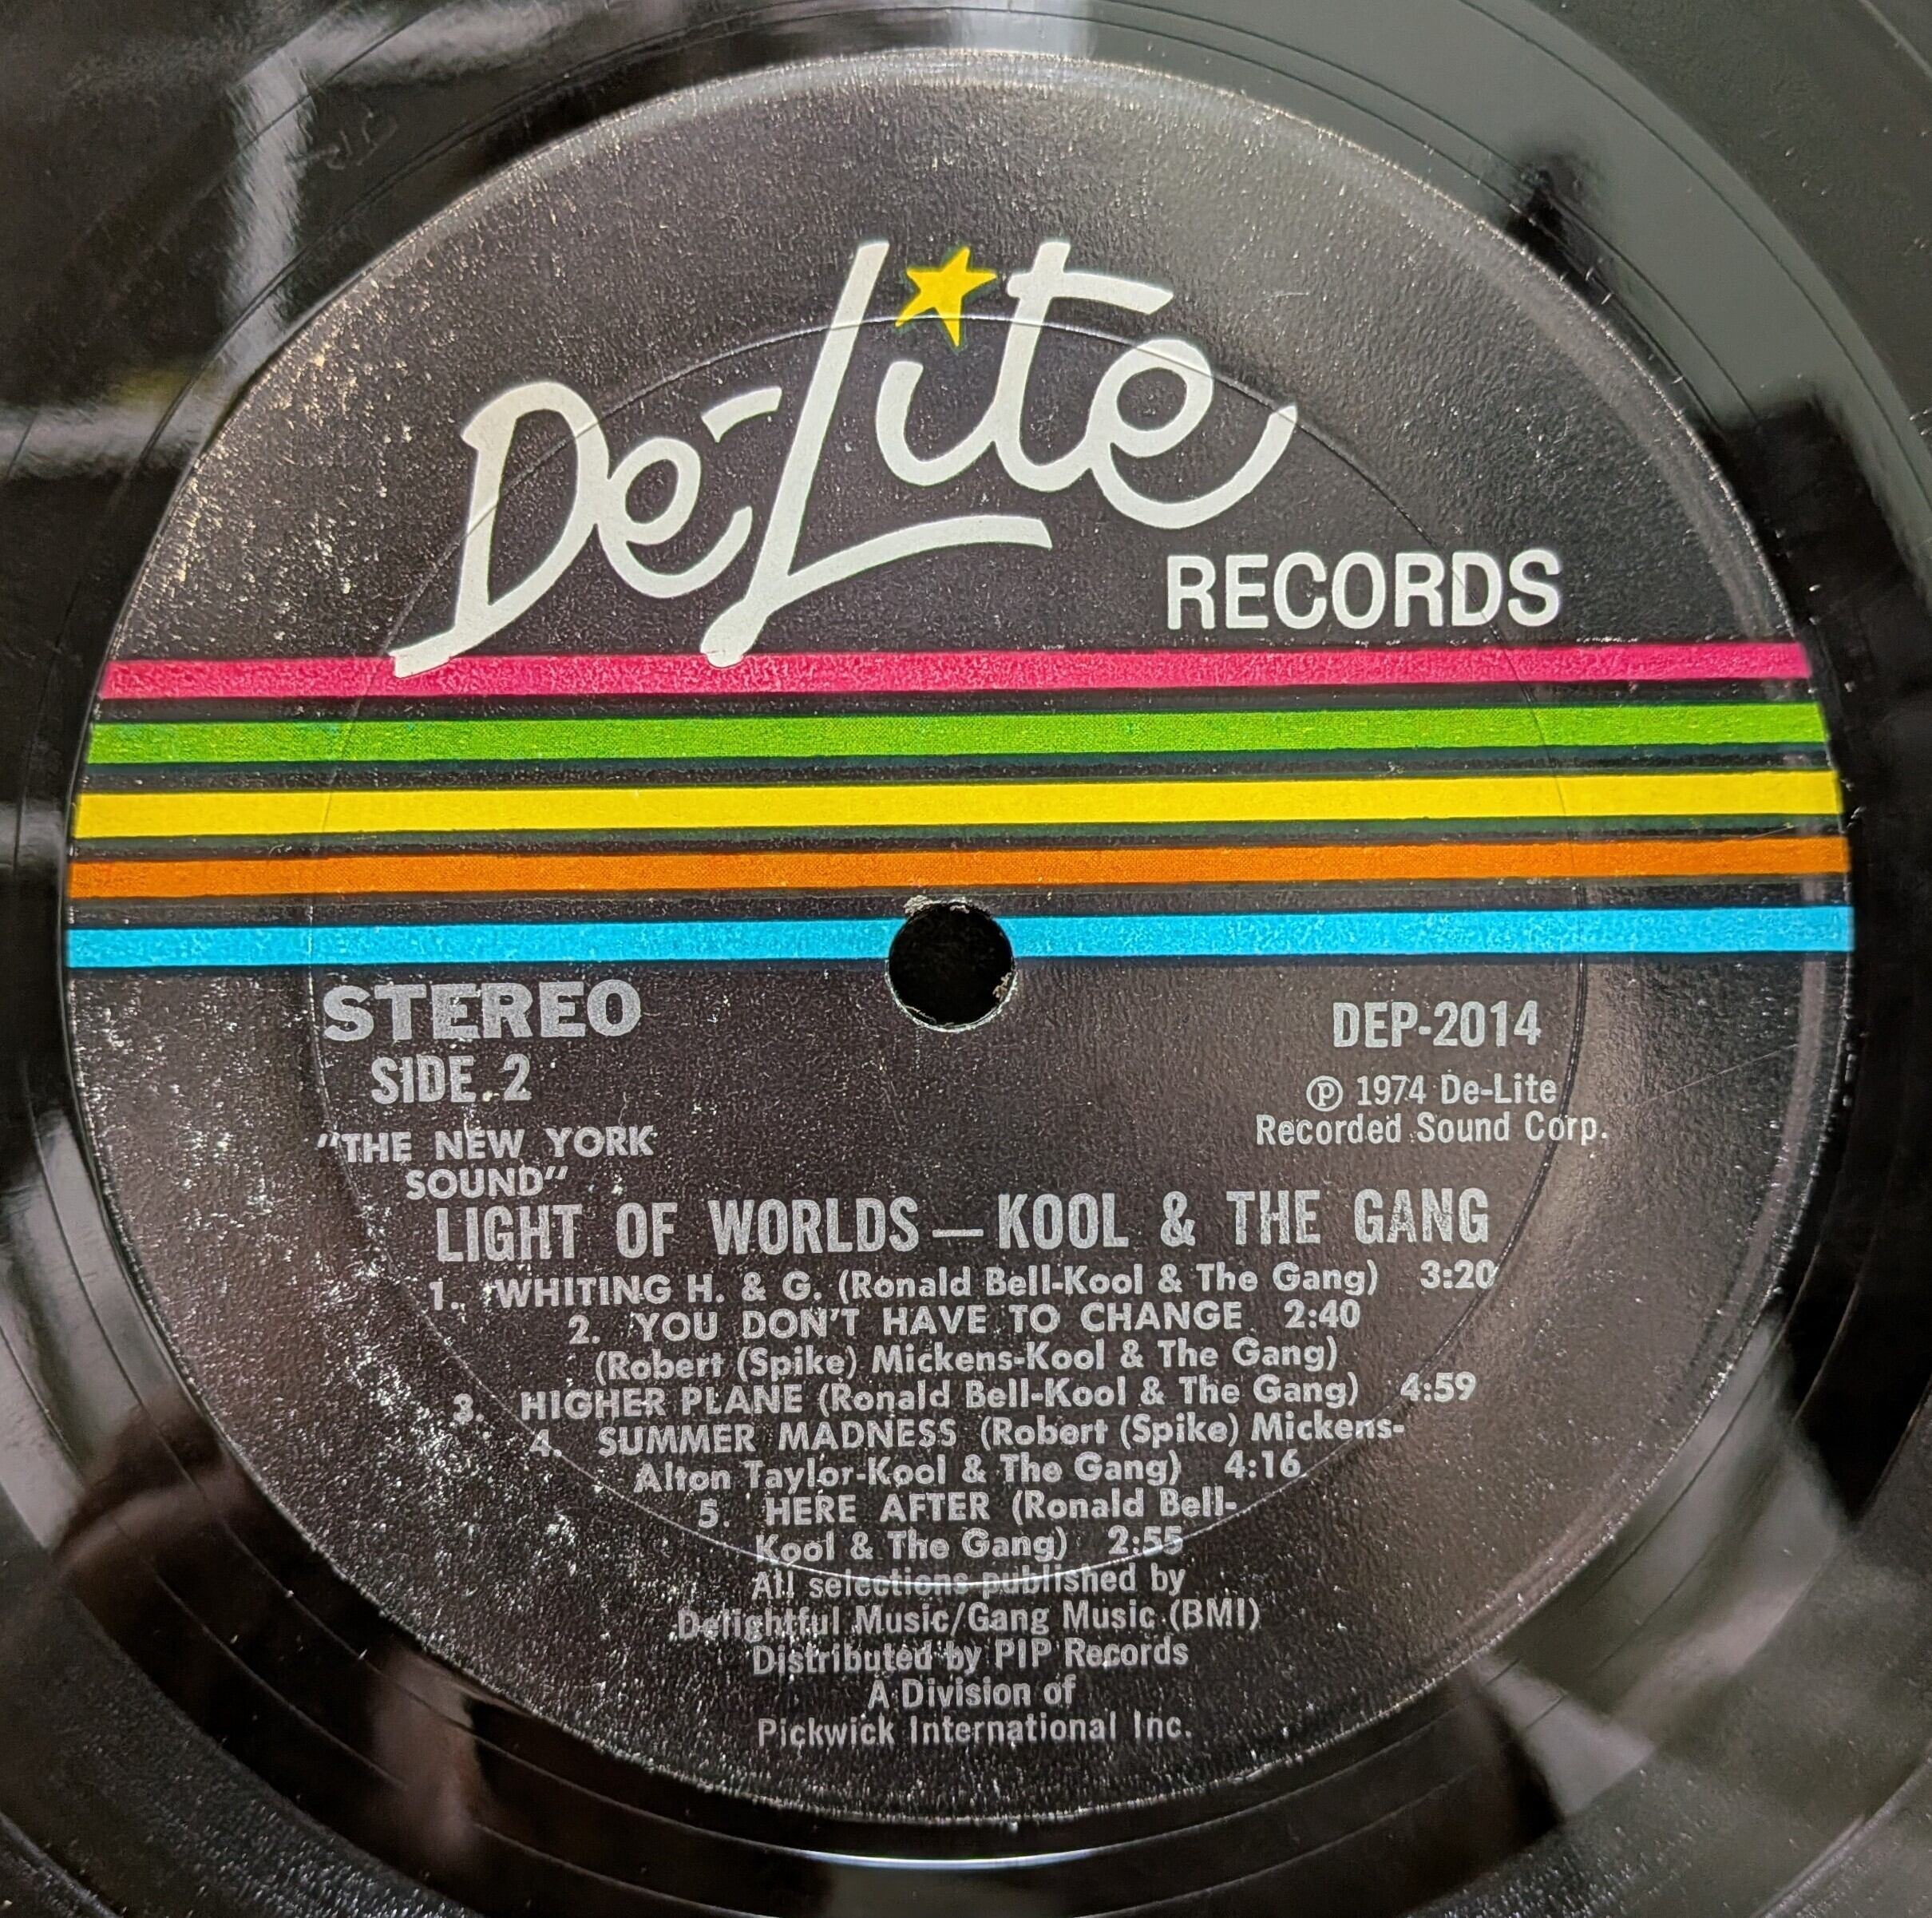 De-Lite
RECORDS
STEREO
SIDE 2
"THE NEW YORK
SOUND"
DEP-2014
℗ 1974 De-Lite
Recorded Sound Corp.
LIGHT OF WORLDS — KOOL & THE GANG
1. WHITING H. & G. (Ronald Bell-Kool & The Gang) 3:20
2. YOU DON'T HAVE TO CHANGE 2:40
(Robert (Spike) Mickens-Kool & The Gang)
3. HIGHER PLANE (Ronald Bell-Kool & The Gang) 4:59
4. SUMMER MADNESS (Robert (Spike) Mickens-
Alton Taylor-Kool & The Gang) 4:16
5. HERE AFTER (Ronald Bell-
Kool & The Gang) 2:55
All selections published by
Delightful Music/Gang Music (BMI)
Distributed by PIP Records
A Division of
Pickwick International Inc.